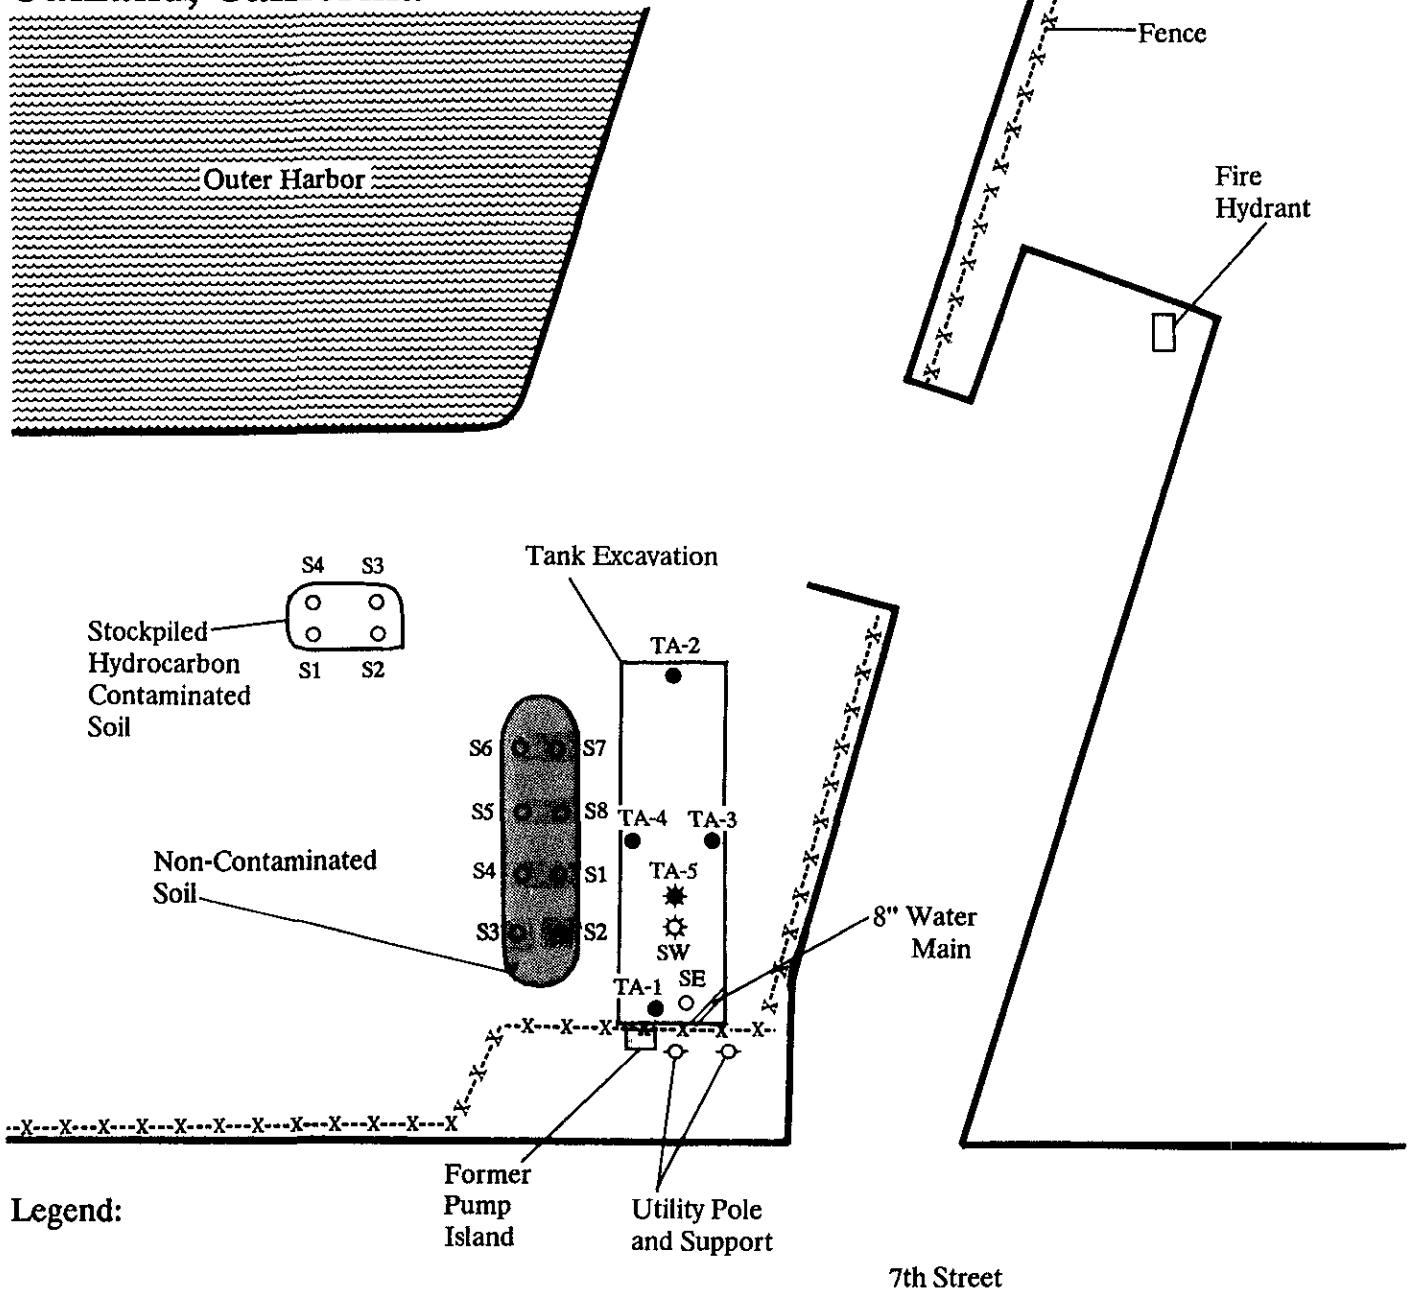 Fence
Outer Harbor
Fire
Hydrant
Tank Excavation
S4 S3
S1 S2
Stockpiled
Hydrocarbon
Contaminated
Soil
TA-2
S6 S7
S5 S8
TA-4 TA-3
Non-Contaminated
Soil
S4 S1
TA-5
S3 S2
SW
8" Water
Main
SE
TA-1
Former
Pump
Island
Utility Pole
and Support
Legend:
7th Street